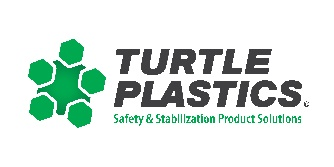 TURTLE
PLASTICS
Safety & Stabilization Product Solutions